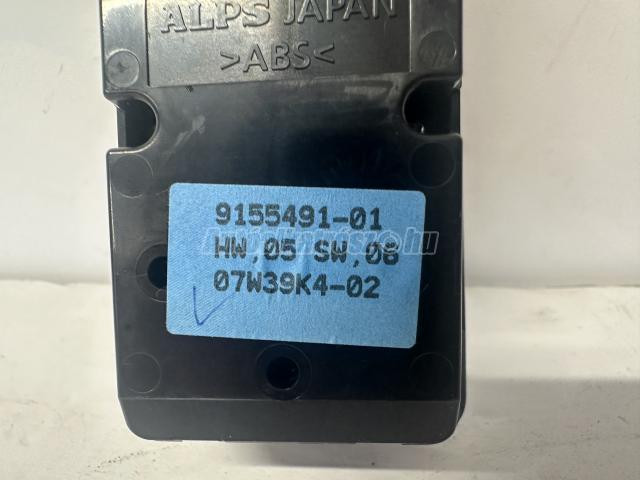 ALPS JAPAN
>ABS<
9155491-01
HW.05 SW.08
07W39K4-02